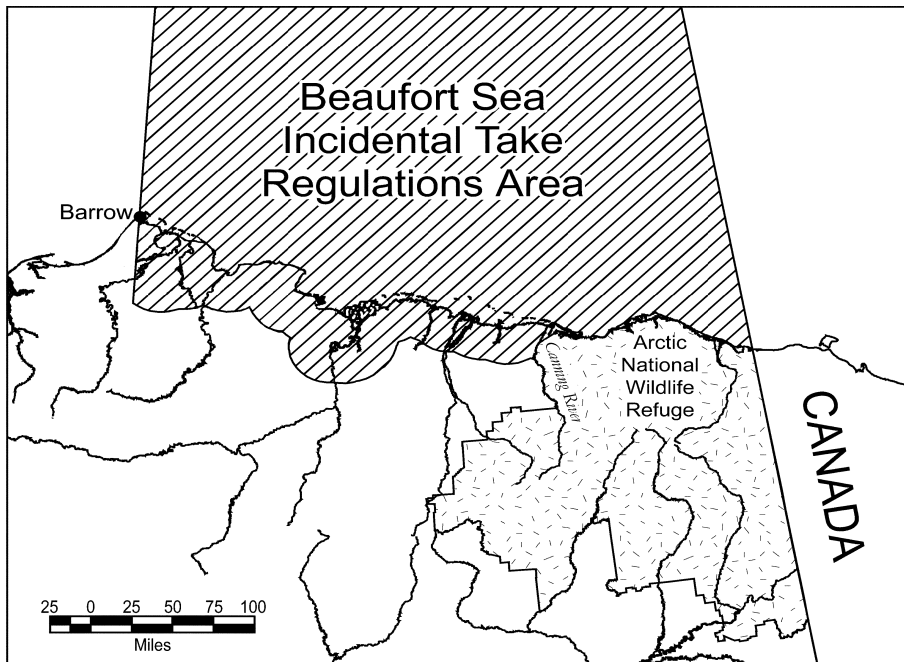 Beaufort Sea
Incidental Take
Regulations Area
Barrow
Arctic
National
Wildlife
Refuge
Canning River
CANADA
25 0 25 50 75 100
Miles